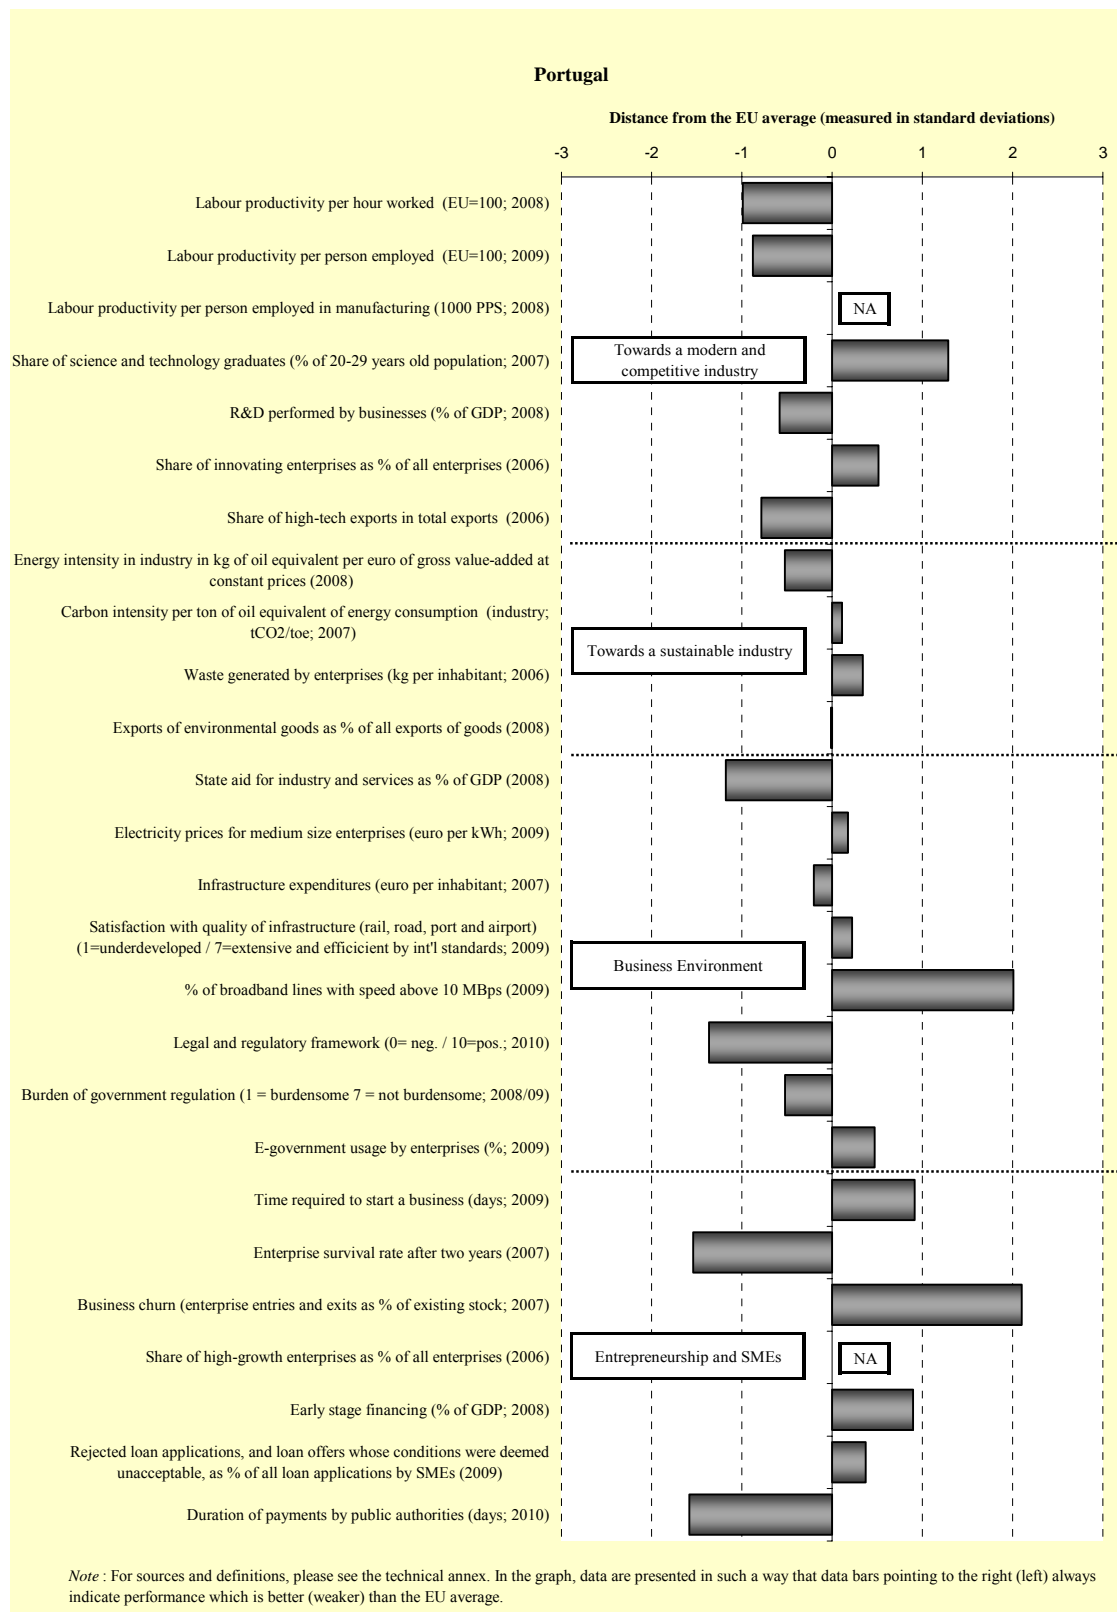 Portugal
Distance from the EU average (measured in standard deviations)
-3 -2 -1 0 1 2 3
Labour productivity per hour worked (EU=100; 2008)
Labour productivity per person employed (EU=100; 2009)
Labour productivity per person employed in manufacturing (1000 PPS; 2008)
NA
Share of science and technology graduates (% of 20-29 years old population; 2007)
Towards a modern and
competitive industry
R&D performed by businesses (% of GDP; 2008)
Share of innovating enterprises as % of all enterprises (2006)
Share of high-tech exports in total exports (2006)
Energy intensity in industry in kg of oil equivalent per euro of gross value-added at
constant prices (2008)
Carbon intensity per ton of oil equivalent of energy consumption (industry;
tCO2/toe; 2007)
Towards a sustainable industry
Waste generated by enterprises (kg per inhabitant; 2006)
Exports of environmental goods as % of all exports of goods (2008)
State aid for industry and services as % of GDP (2008)
Electricity prices for medium size enterprises (euro per kWh; 2009)
Infrastructure expenditures (euro per inhabitant; 2007)
Satisfaction with quality of infrastructure (rail, road, port and airport)
(1=underdeveloped / 7=extensive and efficicient by int'l standards; 2009)
Business Environment
% of broadband lines with speed above 10 MBps (2009)
Legal and regulatory framework (0= neg. / 10=pos.; 2010)
Burden of government regulation (1 = burdensome 7 = not burdensome; 2008/09)
E-government usage by enterprises (%; 2009)
Time required to start a business (days; 2009)
Enterprise survival rate after two years (2007)
Business churn (enterprise entries and exits as % of existing stock; 2007)
Share of high-growth enterprises as % of all enterprises (2006)
Entrepreneurship and SMEs
NA
Early stage financing (% of GDP; 2008)
Rejected loan applications, and loan offers whose conditions were deemed
unacceptable, as % of all loan applications by SMEs (2009)
Duration of payments by public authorities (days; 2010)
Note : For sources and definitions, please see the technical annex. In the graph, data are presented in such a way that data bars pointing to the right (left) always
indicate performance which is better (weaker) than the EU average.